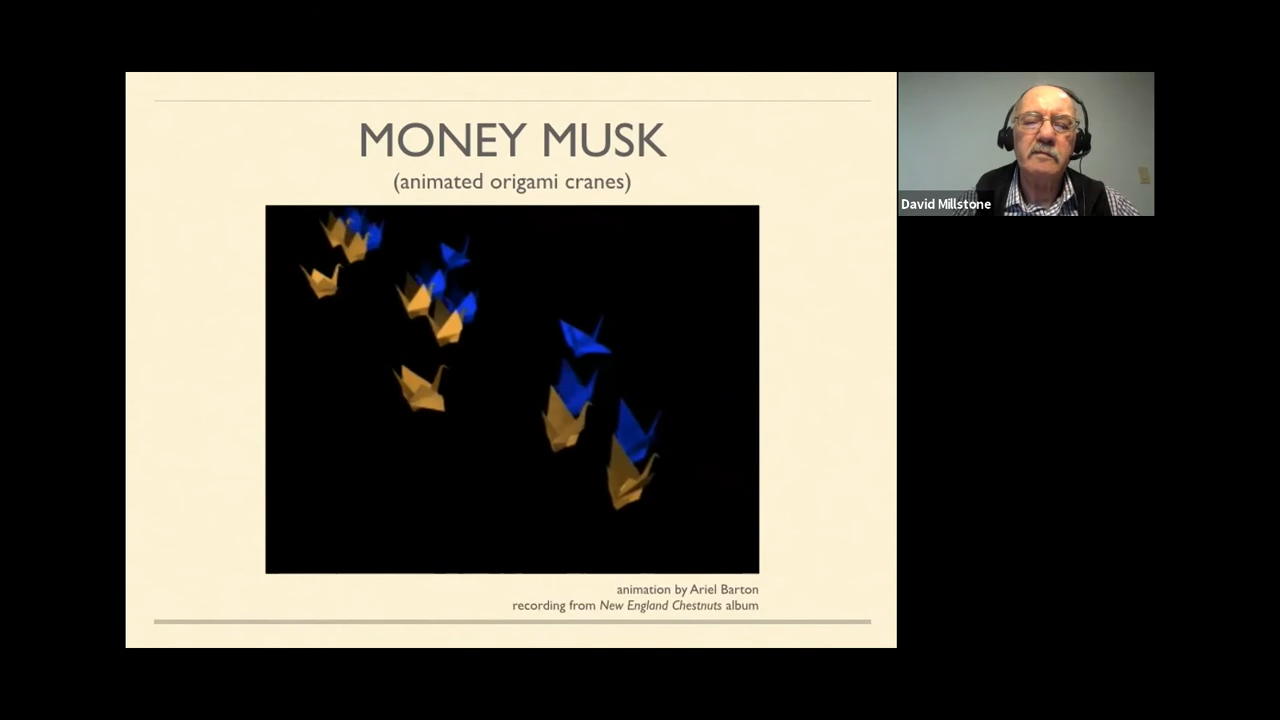 MONEY MUSK
(animated origami cranes)
David Millstone
animation by Ariel Barton
recording from New England Chestnuts album